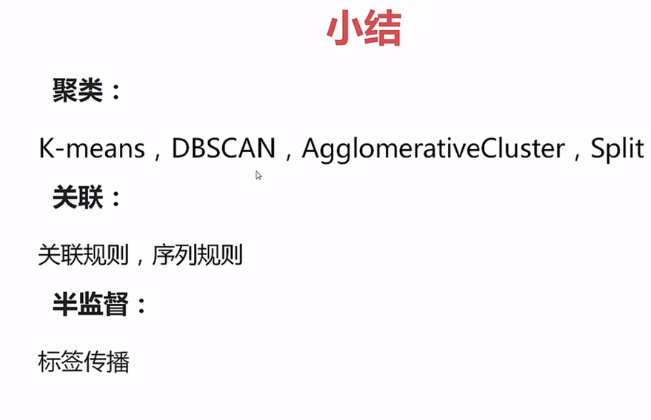 小结
聚类：
K-means，DBSCAN，AgglomerativeCluster，Split
关联：
关联规则，序列规则
半监督：
标签传播